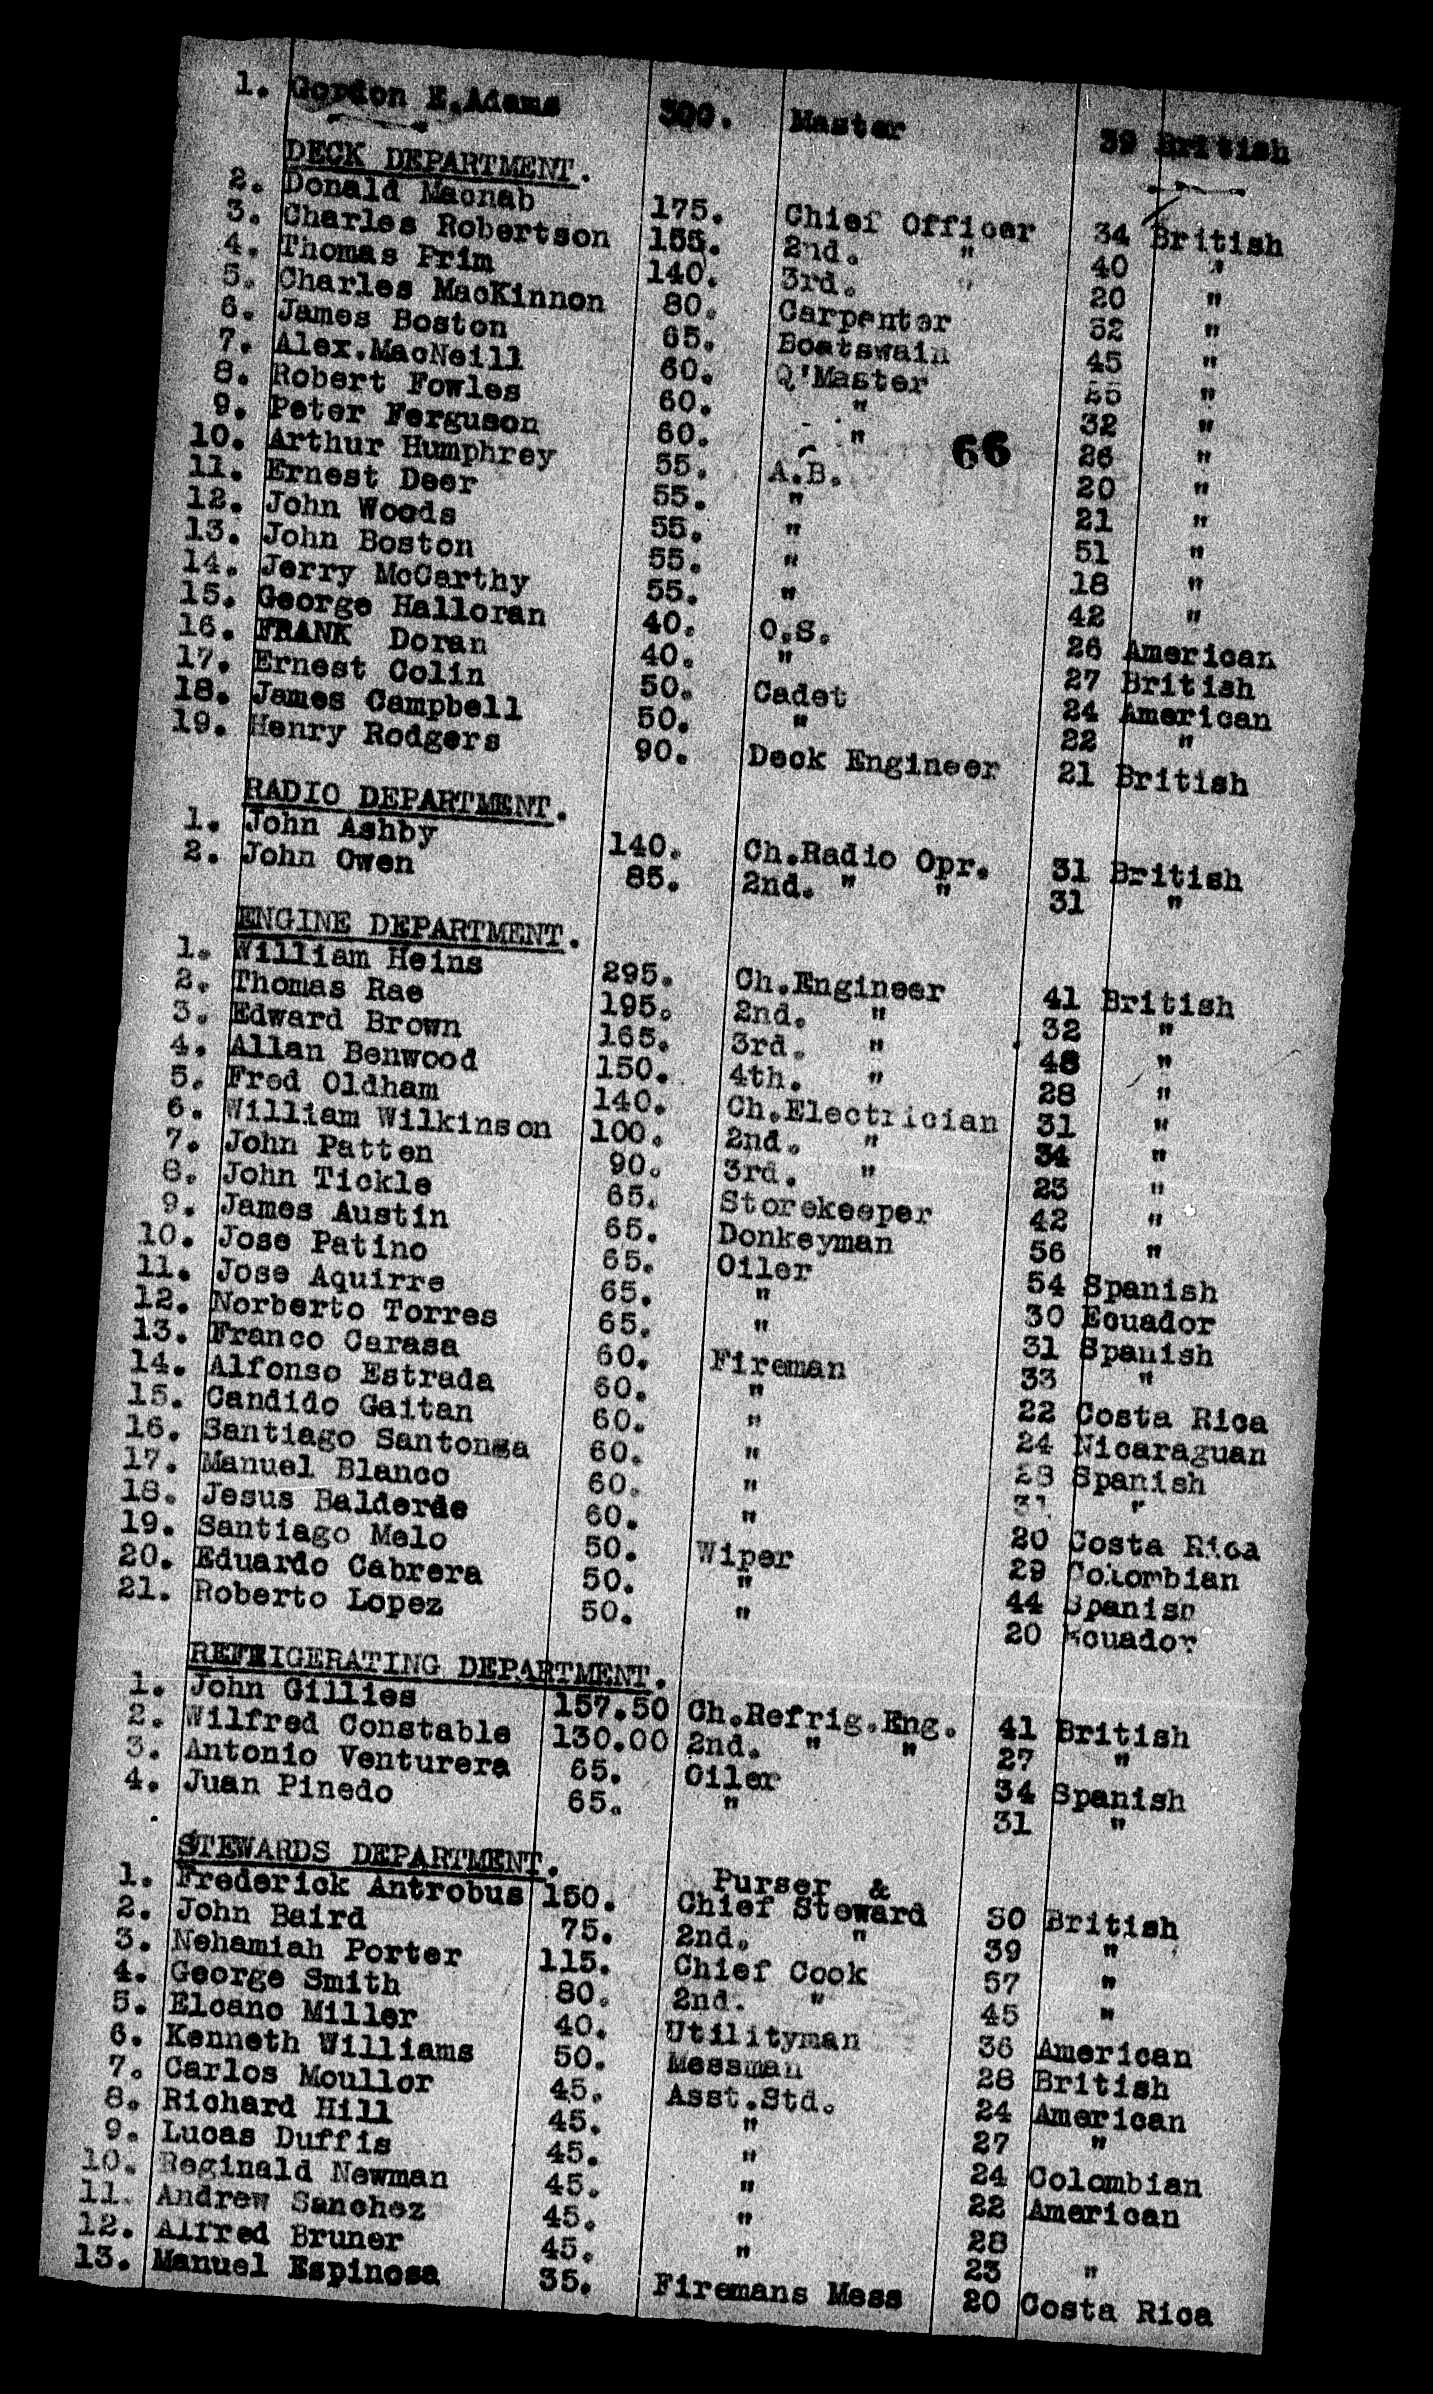 1. Gordon E.Adams 300. Master 39 British
DECK DEPARTMENT.
2. Donald Macnab 175. Chief Officer 34 British
3. Charles Robertson 155. 2nd. " 40 "
4. Thomas Prim 140. 3rd. " 20 "
5. Charles MacKinnon 80. Carpenter 32 "
6. James Boston 65. Boatswain 45 "
7. Alex.MacNeill 60. Q'Master 25 "
8. Robert Fowles 60. " 32 "
9. Peter Ferguson 60. " 26 "
66
10. Arthur Humphrey 55. A.B. 20 "
11. Ernest Deer 55. " 21 "
12. John Woods 55. " 51 "
13. John Boston 55. " 18 "
14. Jerry McCarthy 55. " 42 "
15. George Halloran 40. O.S. 26 American
16. FRANK Doran 40. " 27 British
17. Ernest Colin 50. Cadet 24 American
18. James Campbell 50. " 22 "
19. Henry Rodgers 90. Deck Engineer 21 British
RADIO DEPARTMENT.
1. John Ashby 140. Ch.Radio Opr. 31 British
2. John Owen 85. 2nd. " " 31 "
ENGINE DEPARTMENT.
1. William Heins 295. Ch.Engineer 41 British
2. Thomas Rae 195. 2nd. " 32 "
3. Edward Brown 165. 3rd. " 48 "
4. Allan Benwood 150. 4th. " 28 "
5. Fred Oldham 140. Ch.Electrician 31 "
6. William Wilkinson 100. 2nd. " 34 "
7. John Patten 90. 3rd. " 23 "
8. John Tickle 65. Storekeeper 42 "
9. James Austin 65. Donkeyman 56 "
10. Jose Patino 65. Oiler 54 Spanish
11. Jose Aquirre 65. " 30 Ecuador
12. Norberto Torres 65. " 31 Spanish
13. Franco Carasa 60. Fireman 33 "
14. Alfonso Estrada 60. " 22 Costa Rica
15. Candido Gaitan 60. " 24 Nicaraguan
16. Santiago Santonga 60. " 28 Spanish
17. Manuel Blanco 60. " 31 "
18. Jesus Balderde 60. " 20 Costa Rica
19. Santiago Melo 50. Wiper 29 Colombian
20. Eduardo Cabrera 50. " 44 Spanish
21. Roberto Lopez 50. " 20 Ecuador
REFRIGERATING DEPARTMENT.
1. John Gillies 157.50 Ch.Refrig.Eng. 41 British
2. Wilfred Constable 130.00 2nd. " " 27 "
3. Antonio Venturera 65. Oiler 34 Spanish
4. Juan Pinedo 65. " 31 "
STEWARDS DEPARTMENT.
Purser &
1. Frederick Antrobus 150. Chief Steward 50 British
2. John Baird 75. 2nd. " 39 "
3. Nehamiah Porter 115. Chief Cook 57 "
4. George Smith 80. 2nd. " 45 "
5. Elcano Miller 40. Utilityman 36 American
6. Kenneth Williams 50. Messman 28 British
7. Carlos Moullor 45. Asst.Std. 24 American
8. Richard Hill 45. " 27 "
9. Lucas Duffis 45. " 24 Colombian
10. Reginald Newman 45. " 22 American
11. Andrew Sanchez 45. " 28
12. Alfred Bruner 45. " 23 "
13. Manuel Espinosa 35. Firemans Mess 20 Costa Rica